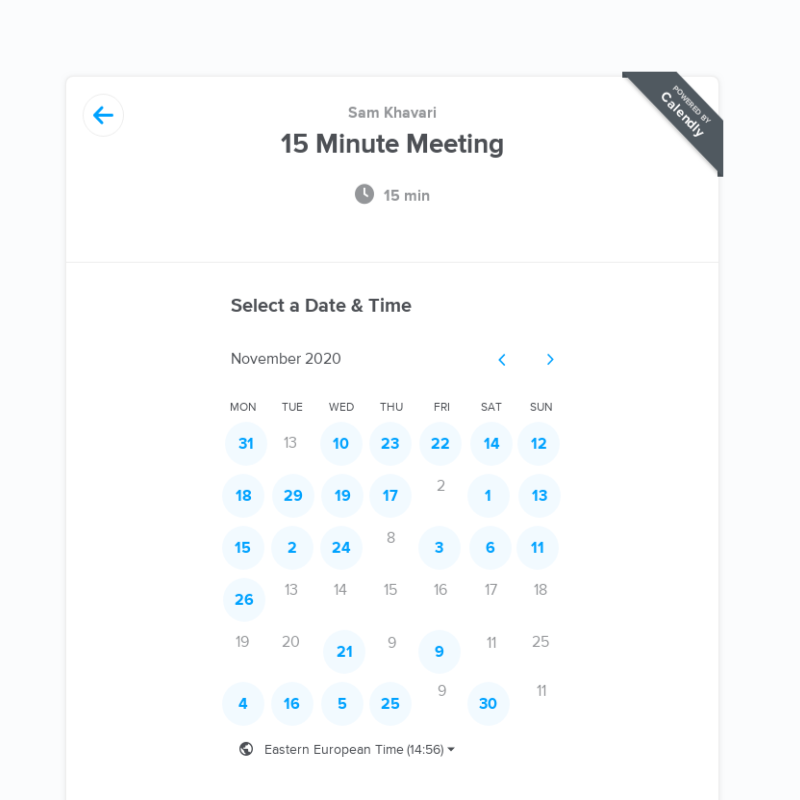 POWERED BY
Calendly
Sam Khavari
15 Minute Meeting
15 min
Select a Date & Time
November 2020
MON TUE WED THU FRI SAT SUN
31 13 10 23 22 14 12
18 29 19 17 2 1 13
15 2 24 8 3 6 11
26 13 14 15 16 17 18
19 20 21 9 9 11 25
4 16 5 25 9 30 11
Eastern European Time (14:56)